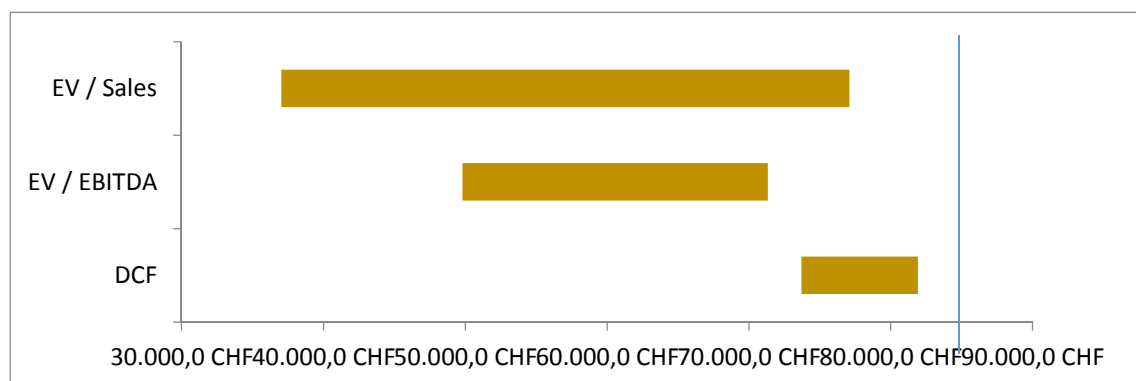 EV / Sales
EV / EBITDA
DCF
30.000,0 CHF40.000,0 CHF50.000,0 CHF60.000,0 CHF70.000,0 CHF80.000,0 CHF90.000,0 CHF